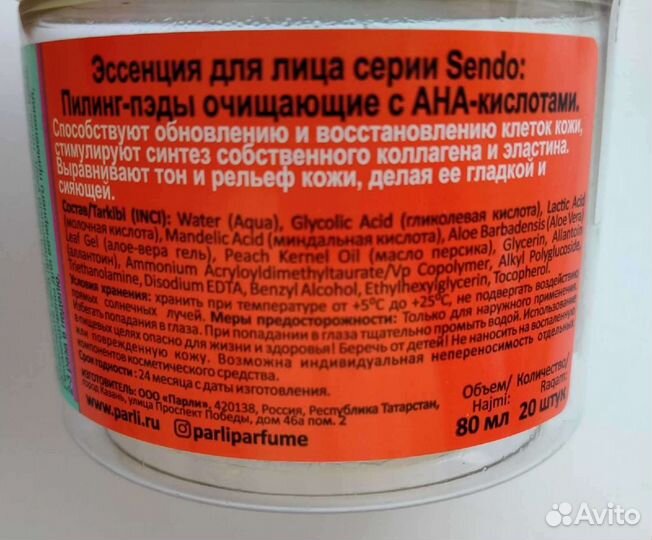 Эссенция для лица серии Sendo:
Пилинг-пэды очищающие с АНА-кислотами.
Способствуют обновлению и восстановлению клеток кожи,
стимулируют синтез собственного коллагена и эластина.
Выравнивают тон и рельеф кожи, делая ее гладкой и
сияющей.
Состав/Tarkibi (INCI): Water (Aqua), Glycolic Acid (гликолевая кислота), Lactic Acid
(молочная кислота), Mandelic Acid (миндальная кислота), Aloe Barbadensis (Aloe Vera)
Leaf Gel (алое-вера гель), Peach Kernel Oil (масло персика), Glycerin, Allantoin
(аллантоин), Ammonium Acryloyldimethyltaurate/Vp Copolymer, Alkyl Polyglucoside,
Triethanolamine, Disodium EDTA, Benzyl Alcohol, Ethylhexylglycerin, Tocopherol.
Условия хранения: хранить при температуре от +5°С до +25°С, не подвергать воздействию
прямых солнечных лучей. Меры предосторожности: Только для наружного применения.
Избегать попадания в глаза. При попадании в глаза тщательно промыть водой. Использование
в пищевых целях опасно для жизни и здоровья! Беречь от детей! Не наносить на воспаленную
или поврежденную кожу. Возможна индивидуальная непереносимость отдельных
компонентов косметического средства.
Срок годности: 24 месяца с даты изготовления.
ИЗГОТОВИТЕЛЬ: ООО «Парли», 420138, Россия, Республика Татарстан,
город Казань, улица Проспект Победы, дом 46а пом. 2
www.parli.ru parliparfume
Объем/ Количество/
Hajmi: Raqam:
80 мл 20 штук
Avito